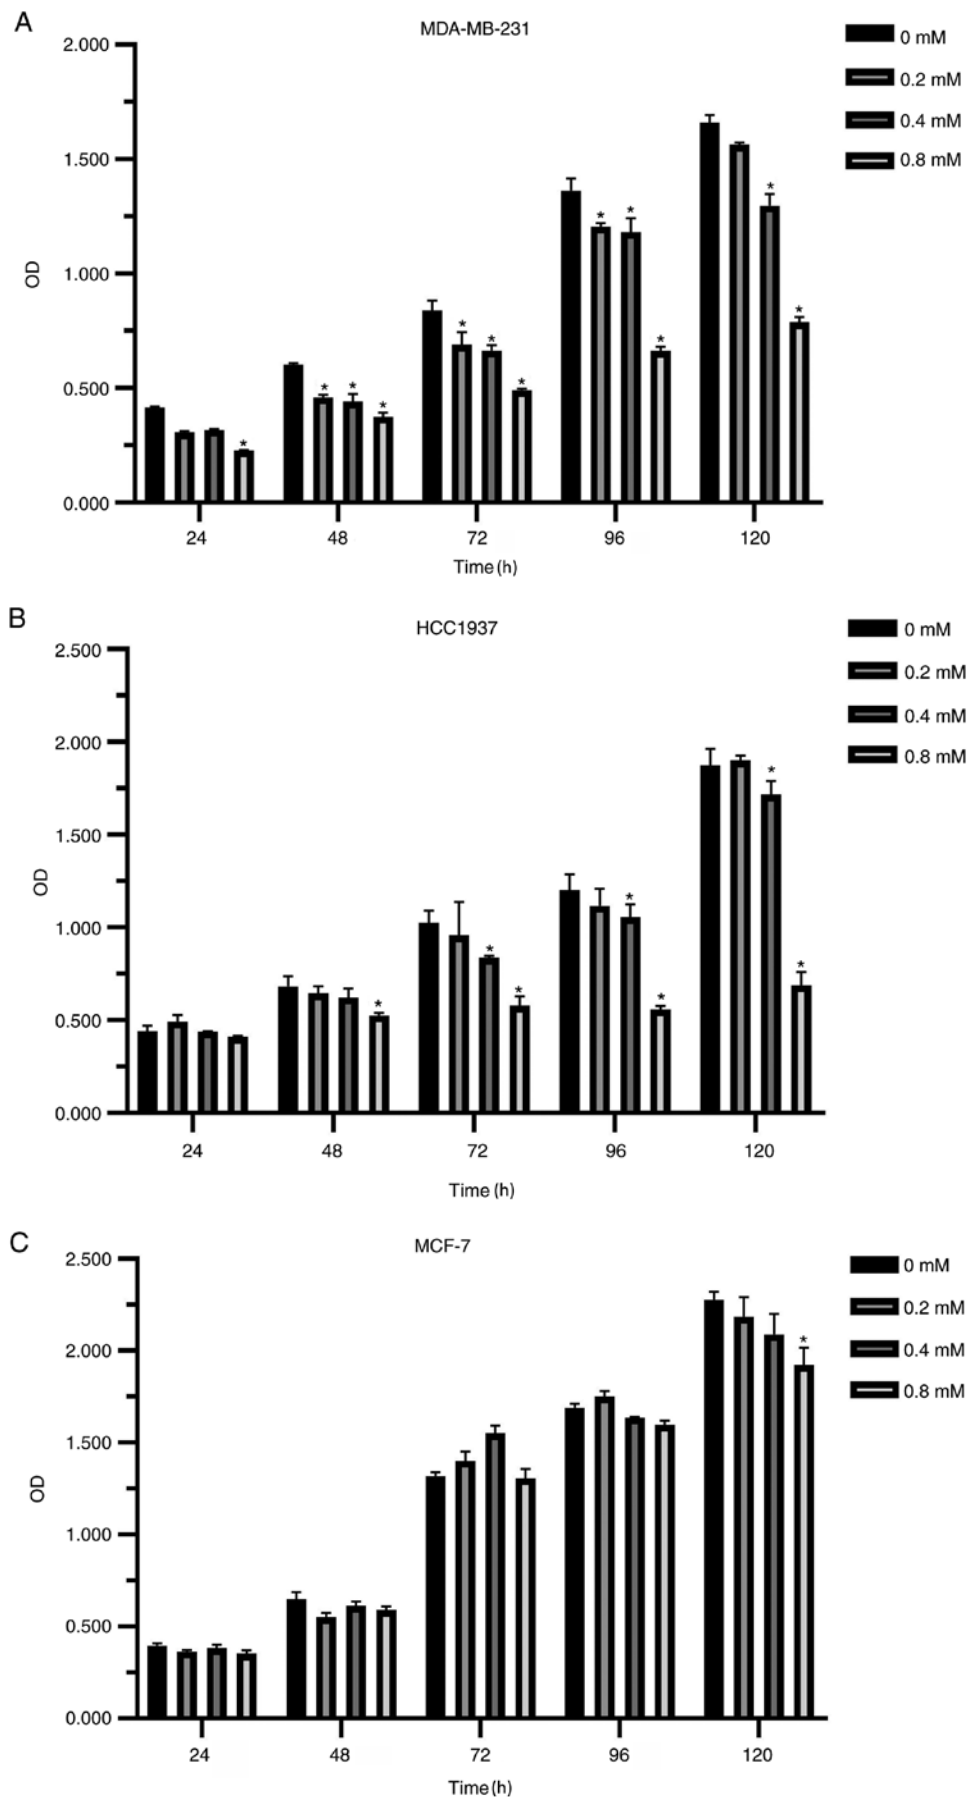 A
MDA-MB-231
0 mM
0.2 mM
0.4 mM
0.8 mM
2.000
1.500
1.000
0.500
0.000
OD
* * * * * * * * * * * *
24 48 72 96 120
Time (h)
B
HCC1937
0 mM
0.2 mM
0.4 mM
0.8 mM
2.500
2.000
1.500
1.000
0.500
0.000
OD
* * * * * * *
24 48 72 96 120
Time (h)
C
MCF-7
0 mM
0.2 mM
0.4 mM
0.8 mM
2.500
2.000
1.500
1.000
0.500
0.000
OD
*
24 48 72 96 120
Time (h)